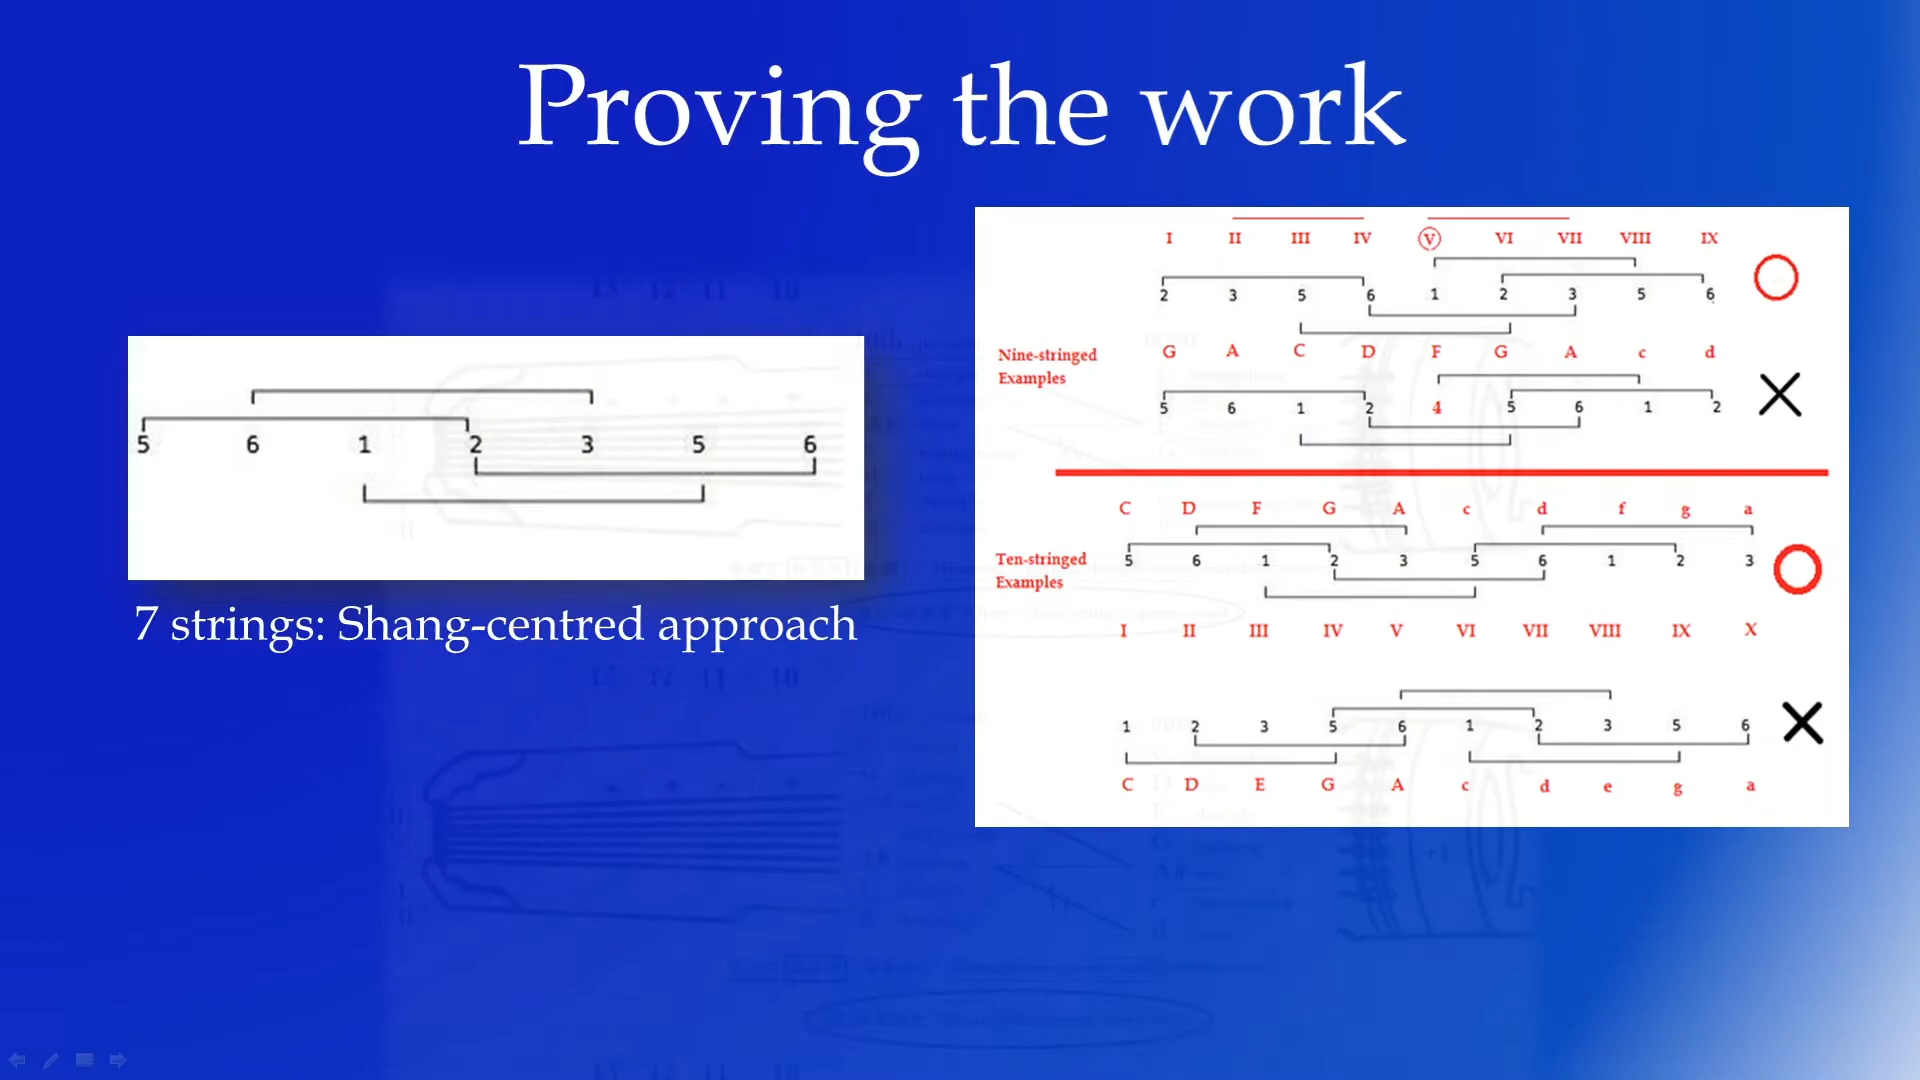 Proving the work
5 6 1 2 3 5 6
7 strings: Shang-centred approach
I II III IV V VI VII VIII IX
2 3 5 6 1 2 3 5 6
Nine-stringed
Examples
G A C D F G A c d
5 6 1 2 4 5 6 1 2
C D F G A c d f g a
Ten-stringed
Examples
5 6 1 2 3 5 6 1 2 3
I II III IV V VI VII VIII IX X
1 2 3 5 6 1 2 3 5 6
C D E G A c d e g a